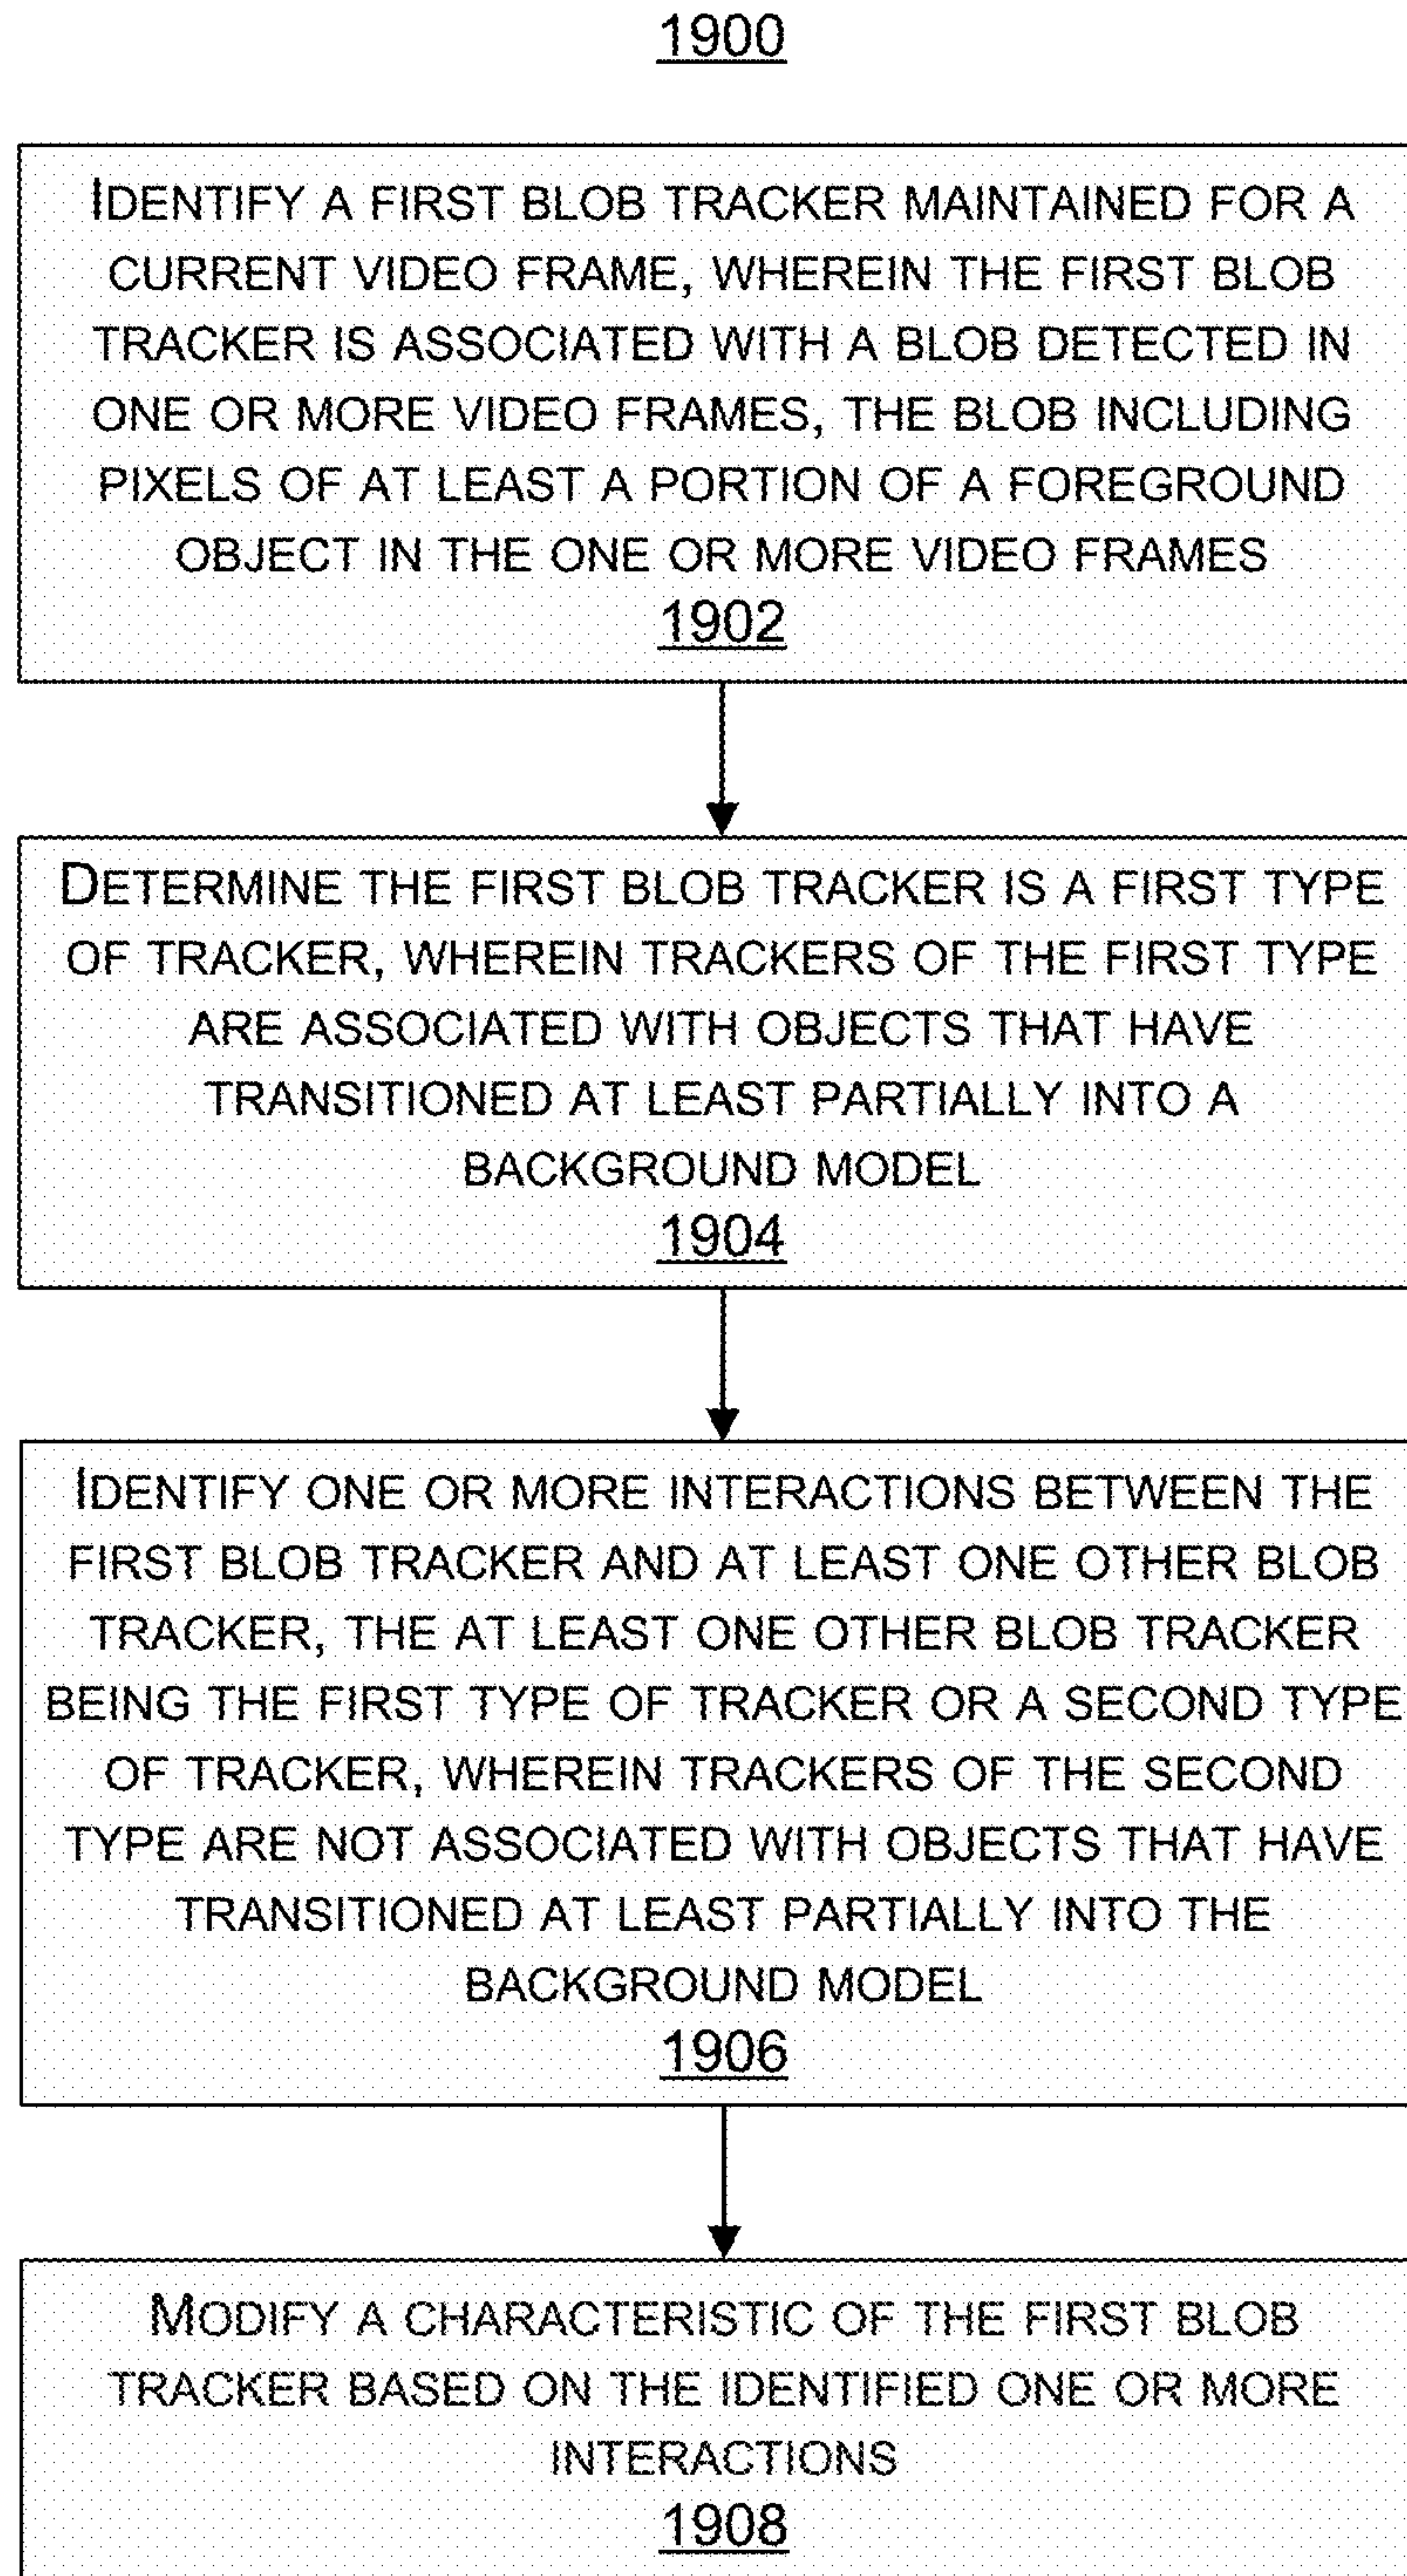 1900
IDENTIFY A FIRST BLOB TRACKER MAINTAINED FOR A
CURRENT VIDEO FRAME, WHEREIN THE FIRST BLOB
TRACKER IS ASSOCIATED WITH A BLOB DETECTED IN
ONE OR MORE VIDEO FRAMES, THE BLOB INCLUDING
PIXELS OF AT LEAST A PORTION OF A FOREGROUND
OBJECT IN THE ONE OR MORE VIDEO FRAMES
1902
DETERMINE THE FIRST BLOB TRACKER IS A FIRST TYPE
OF TRACKER, WHEREIN TRACKERS OF THE FIRST TYPE
ARE ASSOCIATED WITH OBJECTS THAT HAVE
TRANSITIONED AT LEAST PARTIALLY INTO A
BACKGROUND MODEL
1904
IDENTIFY ONE OR MORE INTERACTIONS BETWEEN THE
FIRST BLOB TRACKER AND AT LEAST ONE OTHER BLOB
TRACKER, THE AT LEAST ONE OTHER BLOB TRACKER
BEING THE FIRST TYPE OF TRACKER OR A SECOND TYPE
OF TRACKER, WHEREIN TRACKERS OF THE SECOND
TYPE ARE NOT ASSOCIATED WITH OBJECTS THAT HAVE
TRANSITIONED AT LEAST PARTIALLY INTO THE
BACKGROUND MODEL
1906
MODIFY A CHARACTERISTIC OF THE FIRST BLOB
TRACKER BASED ON THE IDENTIFIED ONE OR MORE
INTERACTIONS
1908